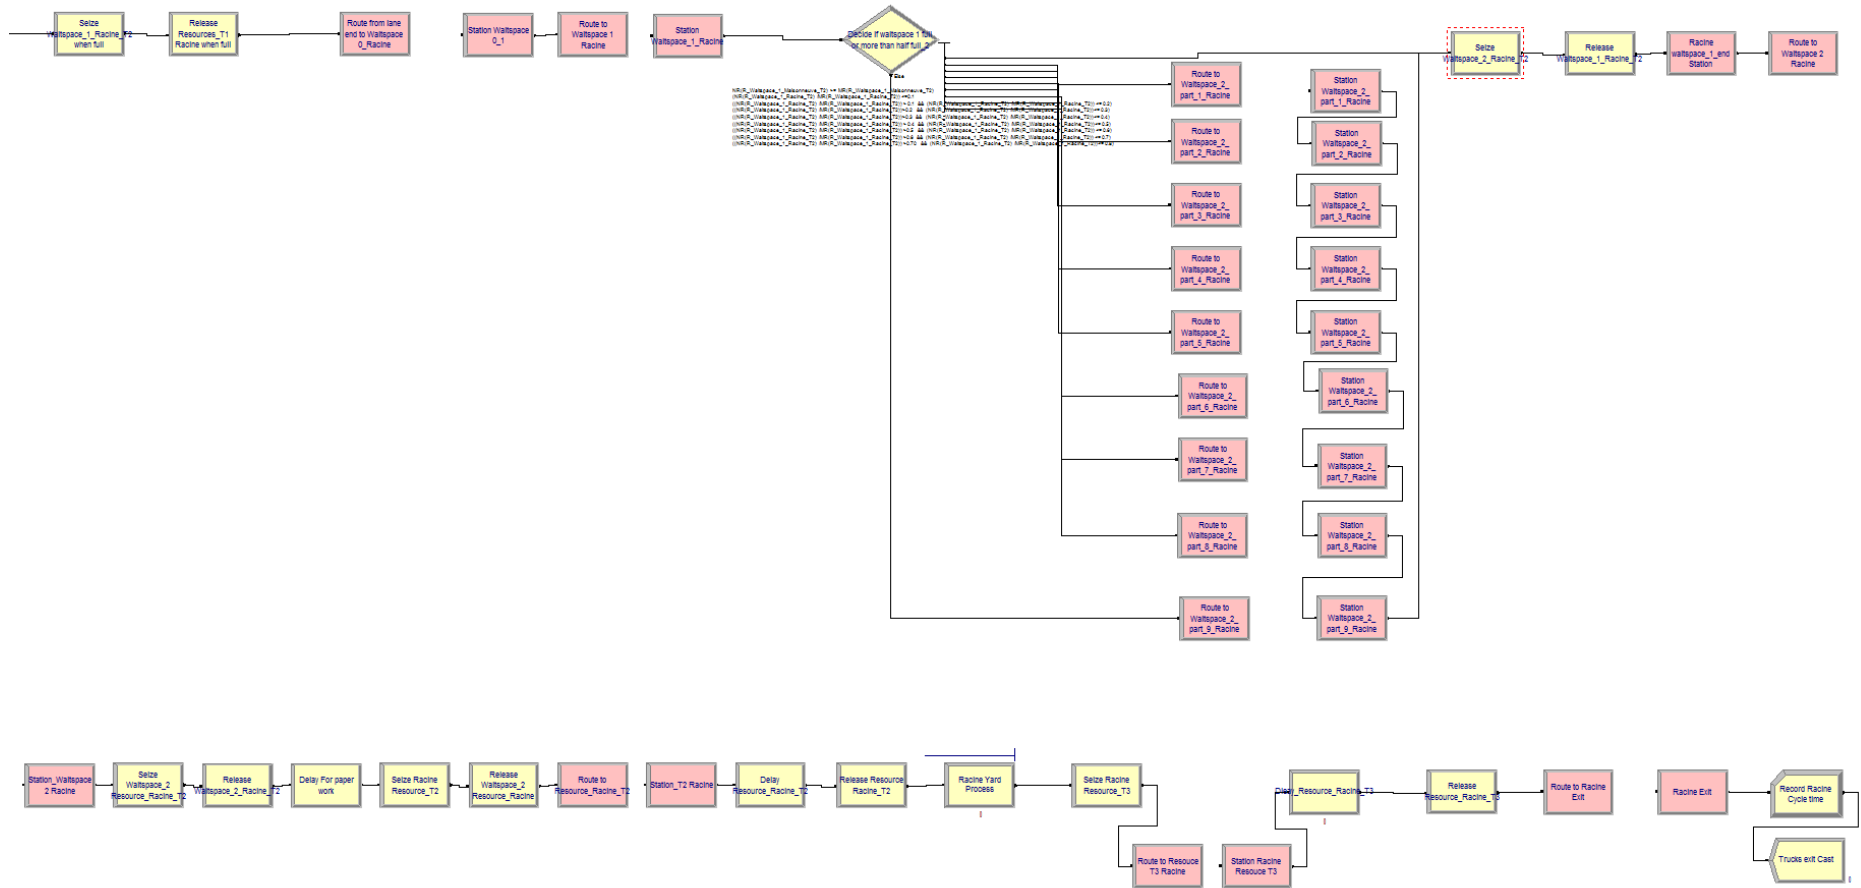 Seize
Waitspace_1_Racine_T2
when full
Release
Resources_T1
Racine when full
Route from lane
end to Waitspace
0_Racine
Station Waitspace
0_1
Route to
Waitspace 1
Racine
Station
Waitspace_1_Racine
Decide if waitspace 1 full
or more than half full_2
Else
Seize
Waitspace_2_Racine_T2
Release
Waitspace_1_Racine_T2
Racine
waitspace_1_end
Station
Route to
Waitspace 2
Racine
Route to
Waitspace_2_
part_1_Racine
Station
Waitspace_2_
part_1_Racine
Route to
Waitspace_2_
part_2_Racine
Station
Waitspace_2_
part_2_Racine
Route to
Waitspace_2_
part_3_Racine
Station
Waitspace_2_
part_3_Racine
Route to
Waitspace_2_
part_4_Racine
Station
Waitspace_2_
part_4_Racine
Route to
Waitspace_2_
part_5_Racine
Station
Waitspace_2_
part_5_Racine
Route to
Waitspace_2_
part_6_Racine
Station
Waitspace_2_
part_6_Racine
Route to
Waitspace_2_
part_7_Racine
Station
Waitspace_2_
part_7_Racine
Route to
Waitspace_2_
part_8_Racine
Station
Waitspace_2_
part_8_Racine
Route to
Waitspace_2_
part_9_Racine
Station
Waitspace_2_
part_9_Racine
Station_Waitspace
2 Racine
Seize
Waitspace_2
Resource_Racine_T2
Release
Waitspace_2_Racine_T2
Delay For paper
work
Seize Racine
Resource_T2
Release
Waitspace_2
Resource_Racine
Route to
Resource_Racine_T2
Station_T2 Racine
Delay
Resource_Racine_T2
Release Resource
Racine_T2
Racine Yard
Process
Seize Racine
Resource_T3
Route to Resouce
T3 Racine
Station Racine
Resouce T3
Dleay_Resource_Racine_T3
Release
Resource_Racine_T3
Route to Racine
Exit
Racine Exit
Record Racine
Cycle time
Trucks exit Cast